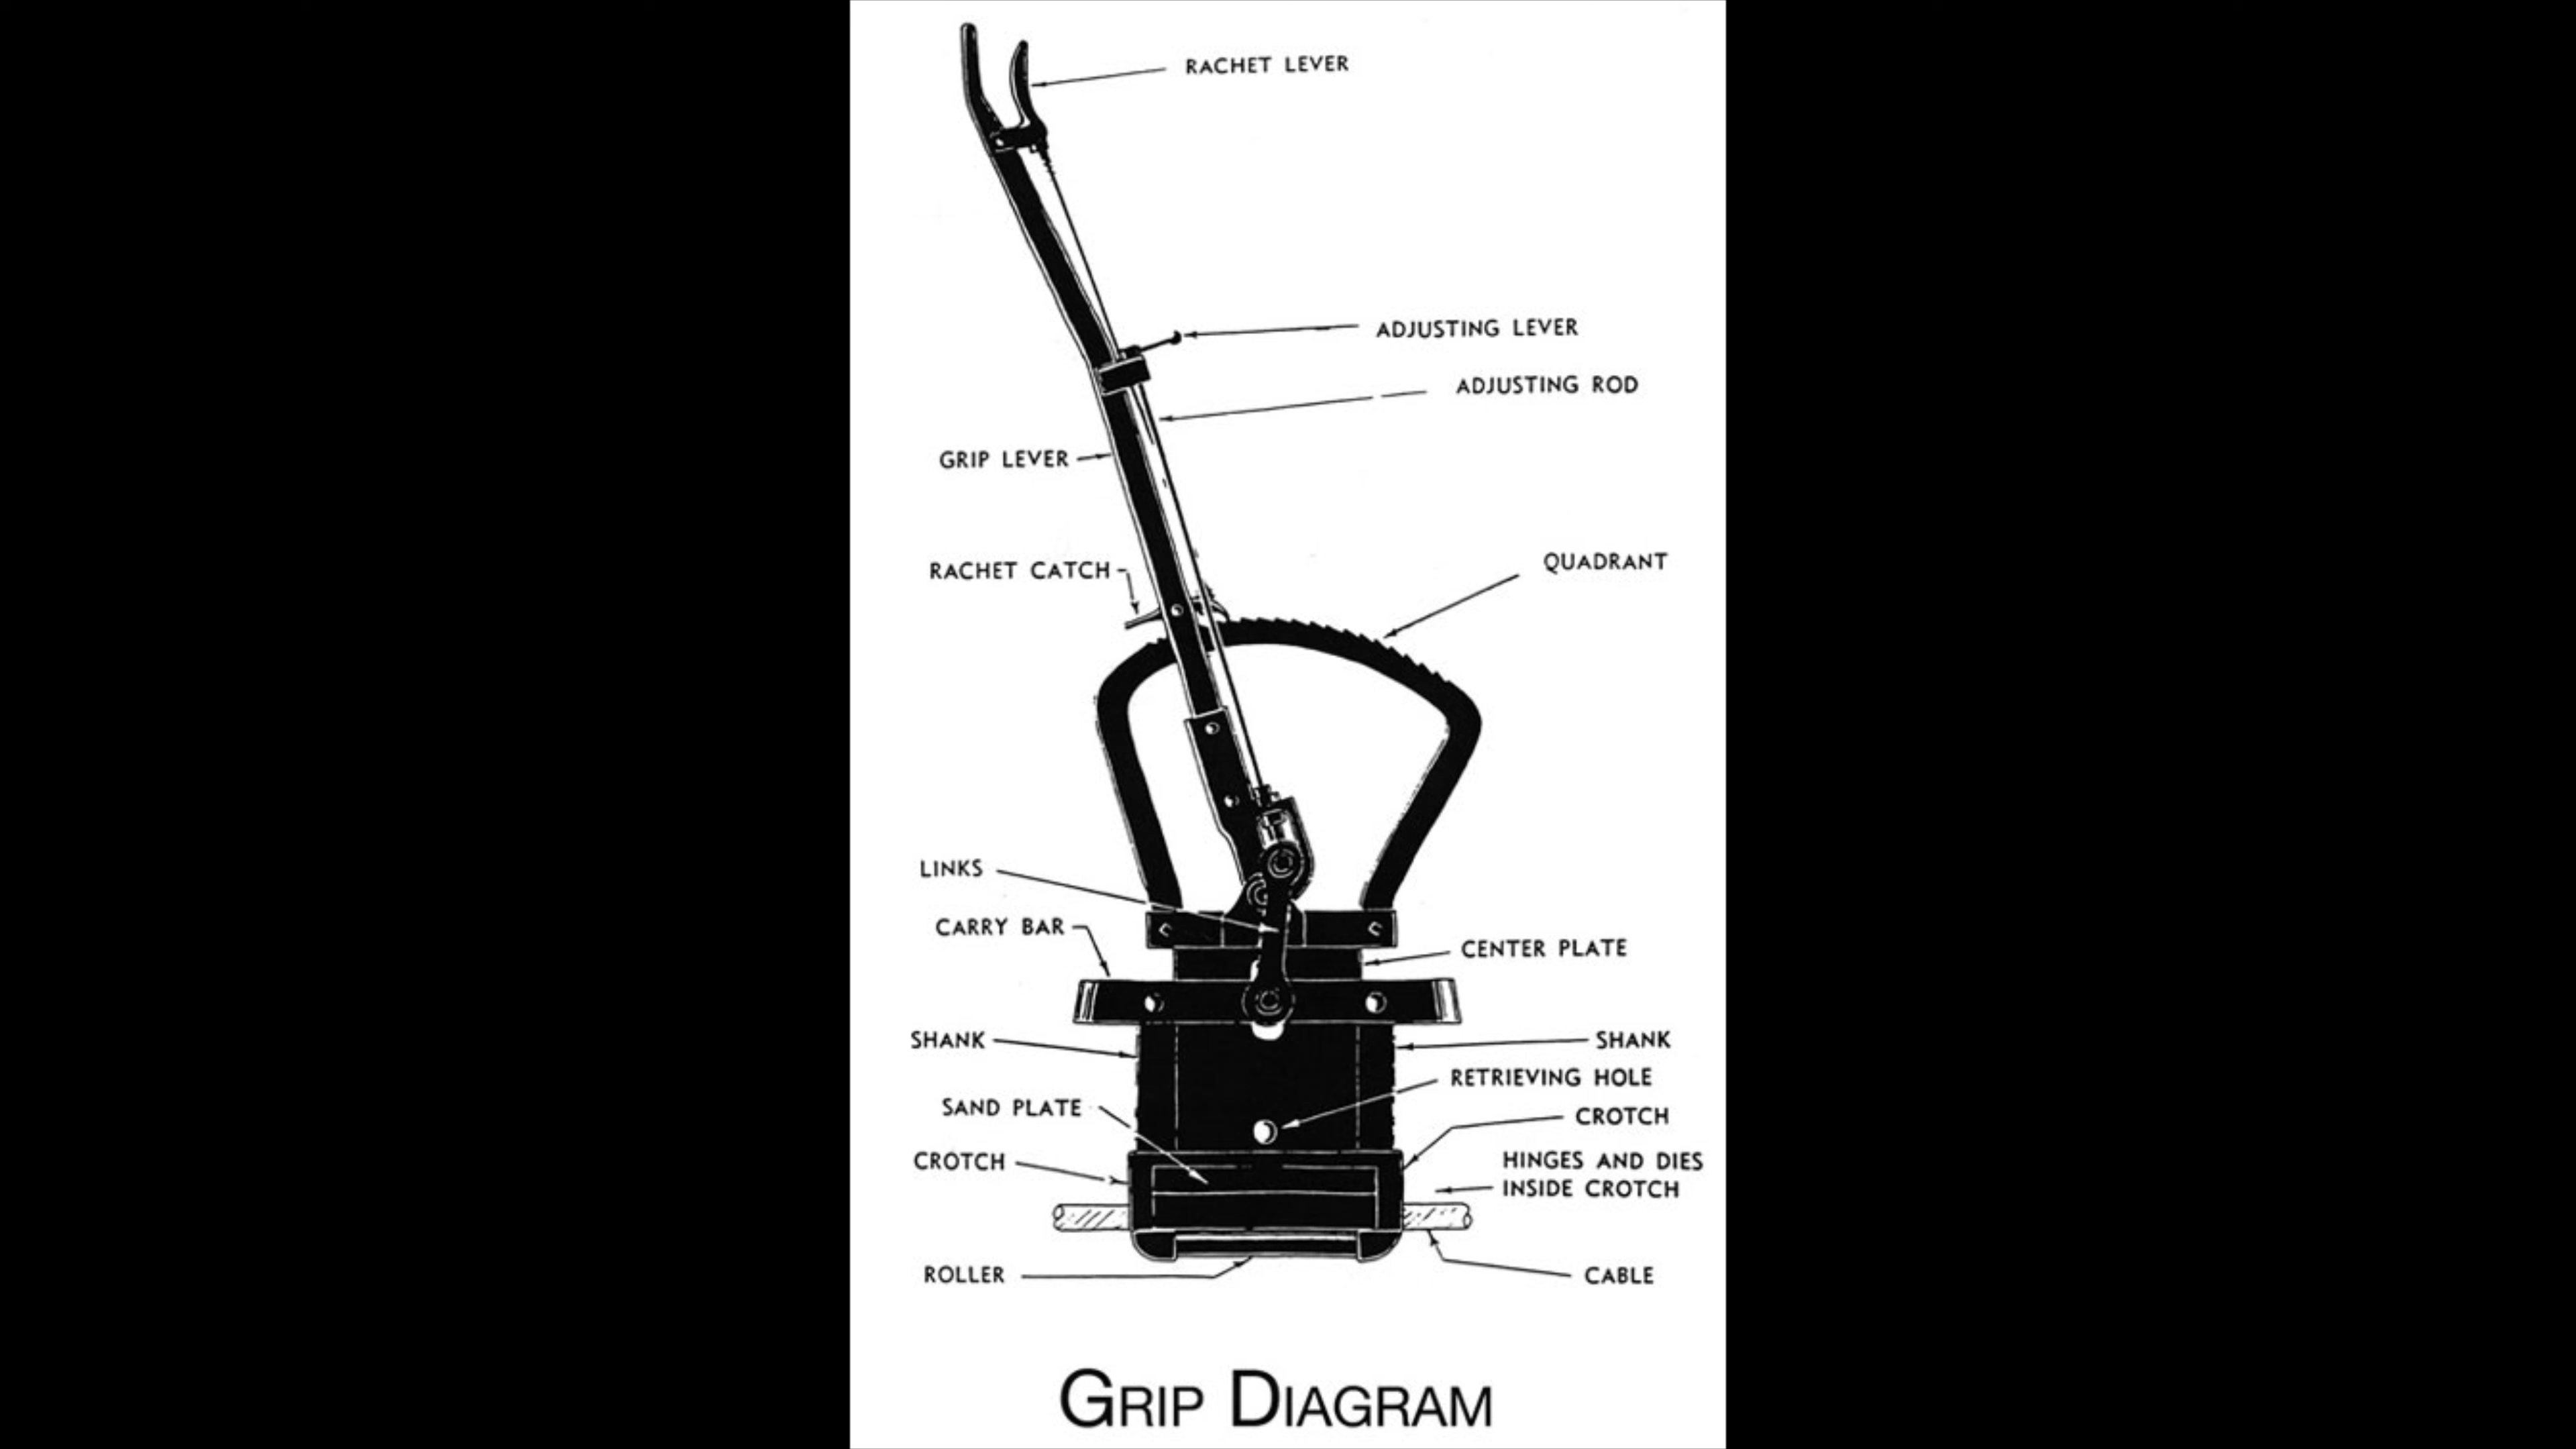 RACHET LEVER
ADJUSTING LEVER
ADJUSTING ROD
GRIP LEVER
RACHET CATCH
QUADRANT
LINKS
CARRY BAR
CENTER PLATE
SHANK
SHANK
RETRIEVING HOLE
SAND PLATE
CROTCH
CROTCH
HINGES AND DIES
INSIDE CROTCH
ROLLER
CABLE
GRIP DIAGRAM